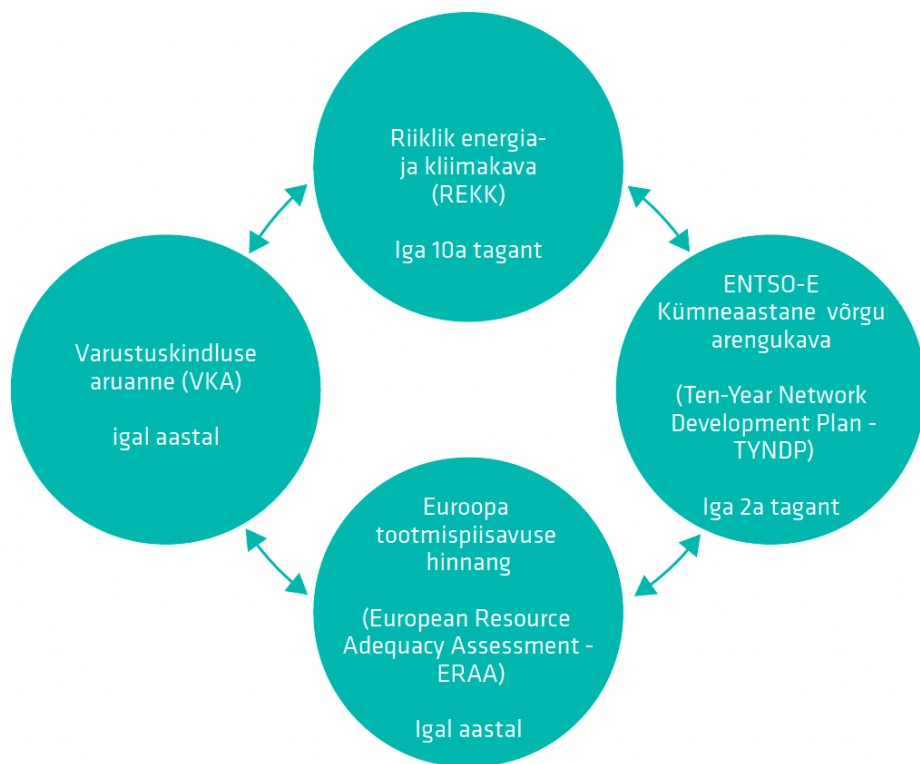 Riiklik energia-
ja kliimakava
(REKK)
Iga 10a tagant
ENTSO-E
Kümneaastane võrgu
arengukava
(Ten-Year Network
Development Plan -
TYNDP)
Iga 2a tagant
Varustuskindluse
aruanne (VKA)
igal aastal
Euroopa
tootmispiisavuse
hinnang
(European Resource
Adequacy Assessment -
ERAA)
Igal aastal